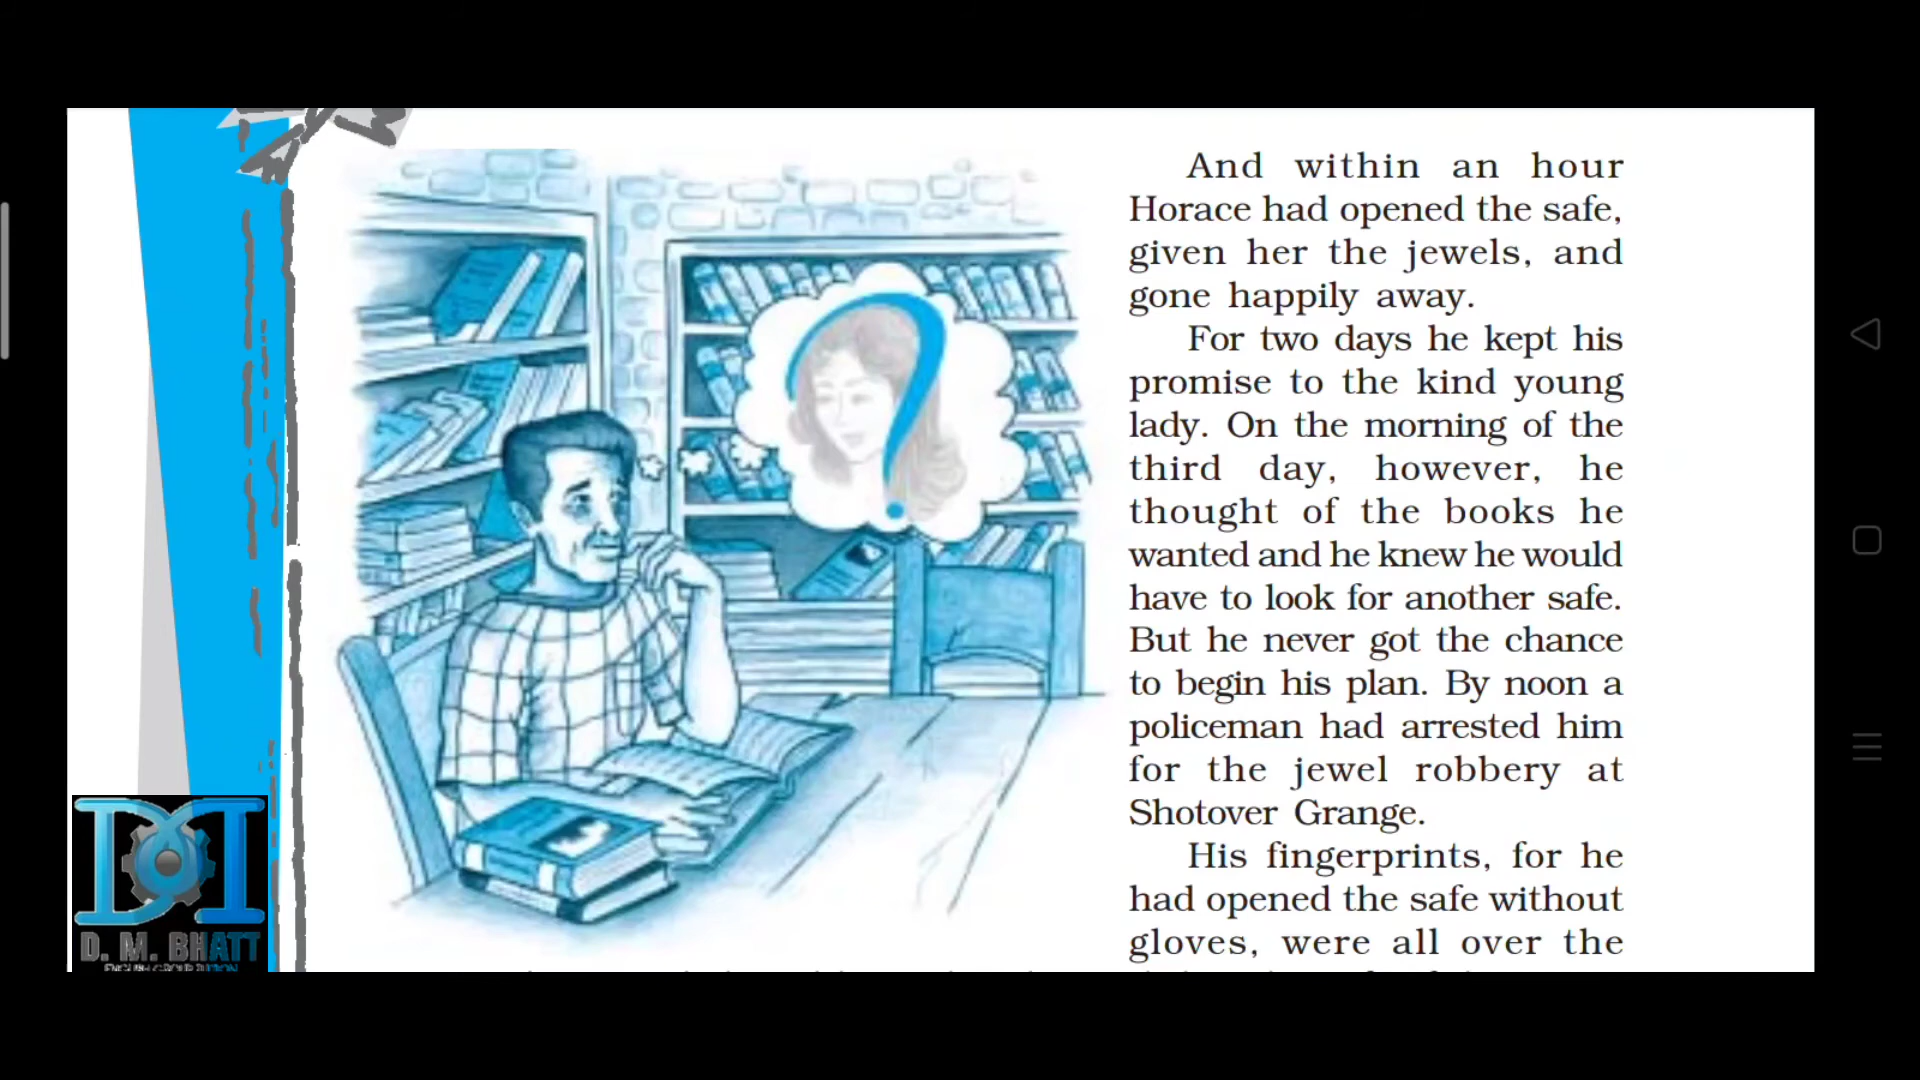 And within an hour
Horace had opened the safe,
given her the jewels, and
gone happily away.
For two days he kept his
promise to the kind young
lady. On the morning of the
third day, however, he
thought of the books he
wanted and he knew he would
have to look for another safe.
But he never got the chance
to begin his plan. By noon a
policeman had arrested him
for the jewel robbery at
Shotover Grange.
His fingerprints, for he
had opened the safe without
gloves, were all over the
D. M. BHATT